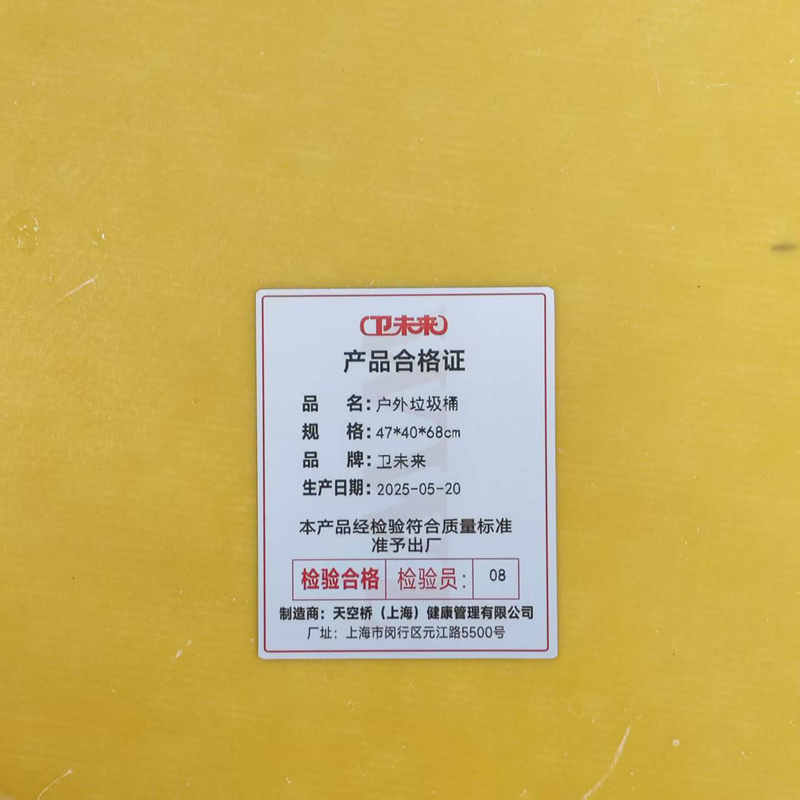 卫未来
产品合格证
品 名：户外垃圾桶
规 格：47*40*68cm
品 牌：卫未来
生产日期：2025-05-20
本产品经检验符合质量标准
准予出厂
检验合格 检验员： 08
制造商：天空桥（上海）健康管理有限公司
厂址：上海市闵行区元江路5500号